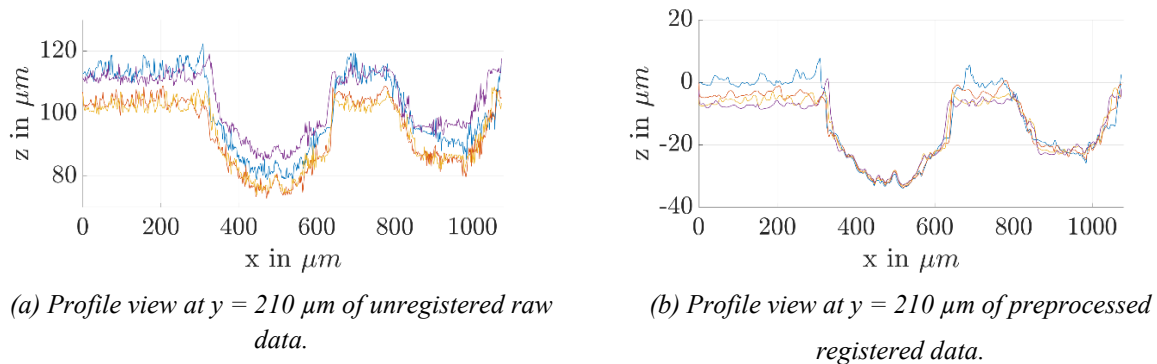 120
100
80
z in μm
0
200
400
600
800
1000
x in μm
(a) Profile view at y = 210 μm of unregistered raw
data.
20
0
-20
-40
z in μm
0
200
400
600
800
1000
x in μm
(b) Profile view at y = 210 μm of preprocessed
registered data.